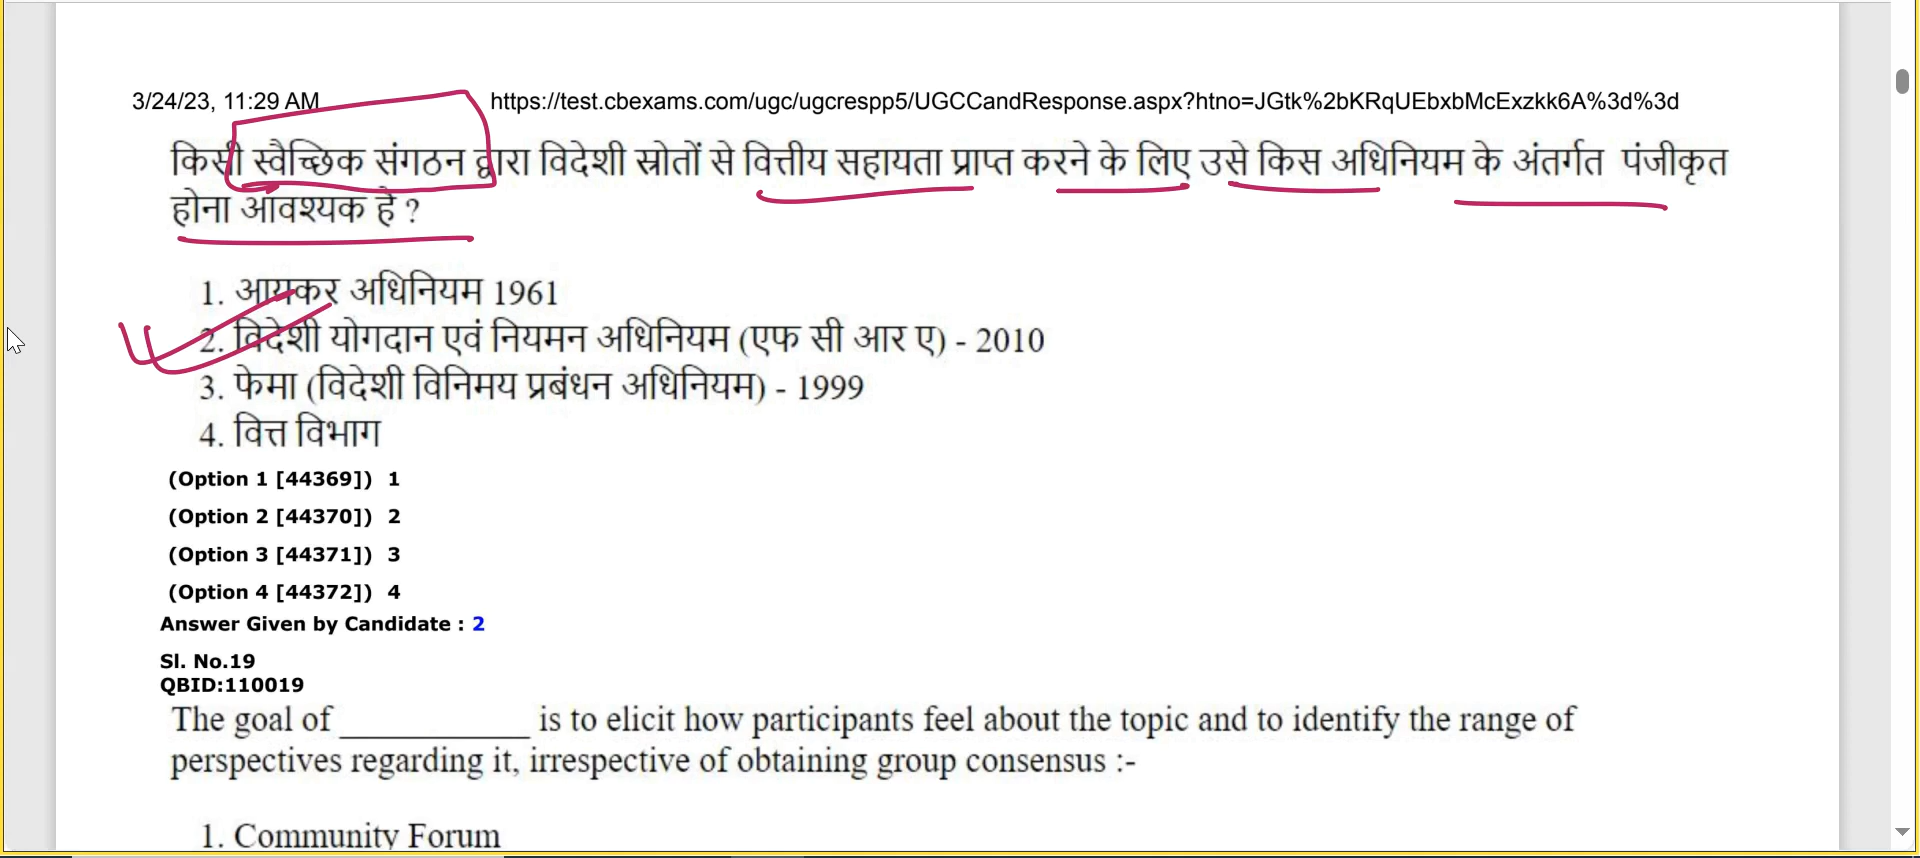 3/24/23, 11:29 AM https://test.cbexams.com/ugc/ugcrespp5/UGCCandResponse.aspx?htno=JGtk%2bKRqUEbxbMcExzkk6A%3d%3d
किसी स्वैच्छिक संगठन द्वारा विदेशी स्रोतों से वित्तीय सहायता प्राप्त करने के लिए उसे किस अधिनियम के अंतर्गत पंजीकृत
होना आवश्यक है ?
1. आयकर अधिनियम 1961
2. विदेशी योगदान एवं नियमन अधिनियम (एफ सी आर ए) - 2010
3. फेमा (विदेशी विनिमय प्रबंधन अधिनियम) - 1999
4. वित्त विभाग
(Option 1 [44369]) 1
(Option 2 [44370]) 2
(Option 3 [44371]) 3
(Option 4 [44372]) 4
Answer Given by Candidate : 2
Sl. No.19
QBID:110019
The goal of ___________ is to elicit how participants feel about the topic and to identify the range of
perspectives regarding it, irrespective of obtaining group consensus :-
1. Community Forum